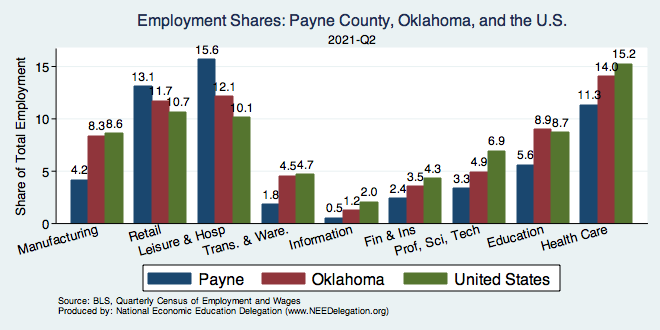 Employment Shares: Payne County, Oklahoma, and the U.S.
2021-Q2
Share of Total Employment
15
10
5
0
4.2 8.3 8.6
13.1 11.7 10.7
15.6 12.1 10.1
1.8 4.5 4.7
0.5 1.2 2.0
2.4 3.5 4.3
3.3 4.9 6.9
5.6 8.9 8.7
11.3 14.0 15.2
Manufacturing
Retail
Leisure & Hosp
Trans. & Ware.
Information
Fin & Ins
Prof, Sci, Tech
Education
Health Care
Payne Oklahoma United States
Source: BLS, Quarterly Census of Employment and Wages
Produced by: National Economic Education Delegation (www.NEEDelegation.org)